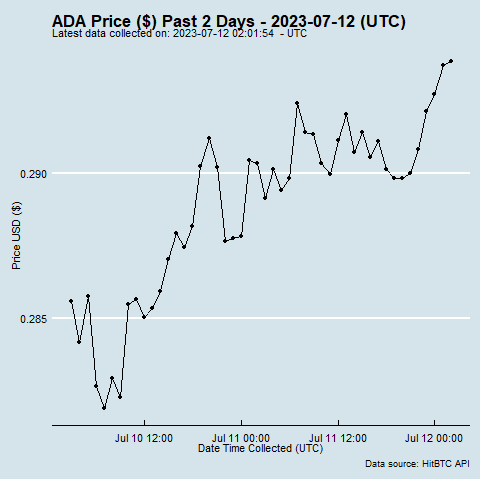 ADA Price ($) Past 2 Days - 2023-07-12 (UTC)
Latest data collected on: 2023-07-12 02:01:54 - UTC
0.290
Price USD ($)
0.285
Jul 10 12:00 Jul 11 00:00 Jul 11 12:00 Jul 12 00:00
Date Time Collected (UTC)
Data source: HitBTC API